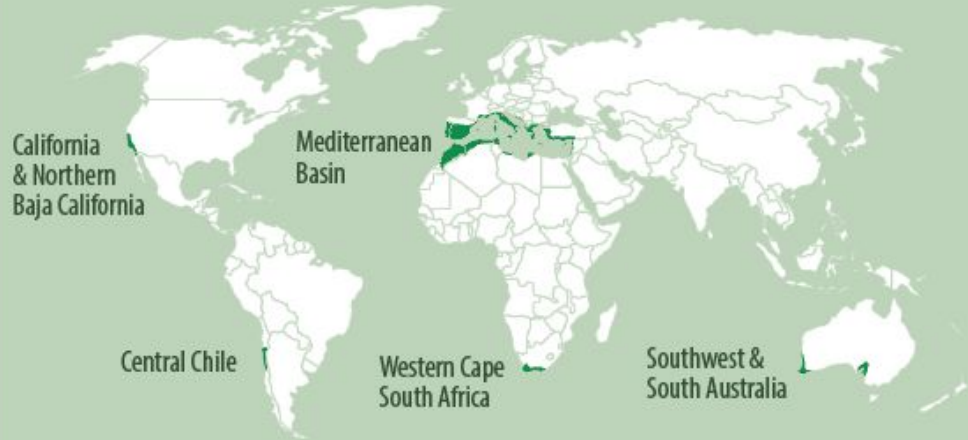 California
& Northern
Baja California
Mediterranean
Basin
Central Chile
Western Cape
South Africa
Southwest &
South Australia